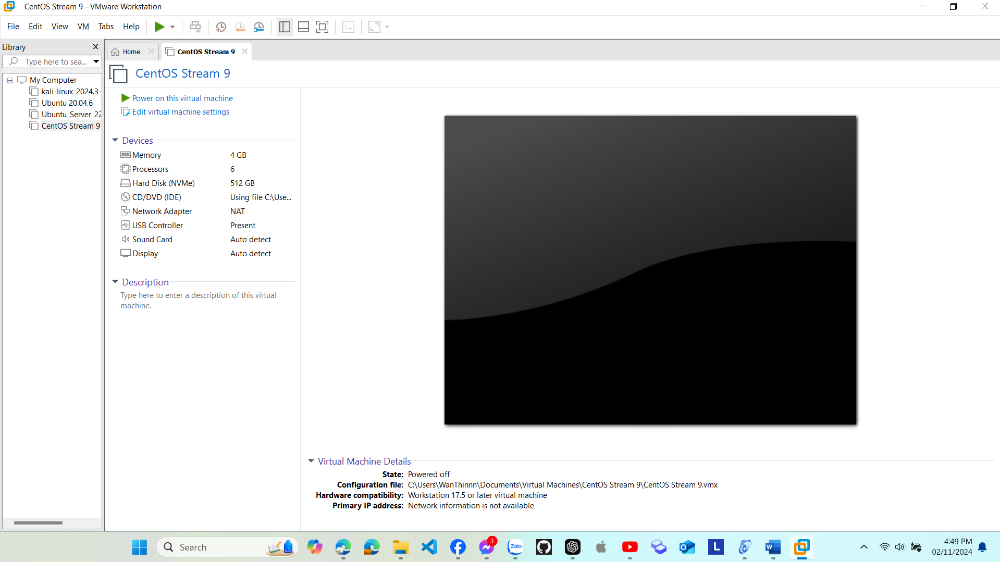 CentOS Stream 9 - VMware Workstation
File Edit View VM Tabs Help
Library
Type here to sea...
My Computer
kali-linux-2024.3-
Ubuntu 20.04.6
Ubuntu_Server_22
CentOS Stream 9
Home
CentOS Stream 9
CentOS Stream 9
Power on this virtual machine
Edit virtual machine settings
Devices
Memory 4 GB
Processors 6
Hard Disk (NVMe) 512 GB
CD/DVD (IDE) Using file C:\Use...
Network Adapter NAT
USB Controller Present
Sound Card Auto detect
Display Auto detect
Description
Type here to enter a description of this virtual
machine.
Virtual Machine Details
State: Powered off
Configuration file: C:\Users\WanThinnn\Documents\Virtual Machines\CentOS Stream 9\CentOS Stream 9.vmx
Hardware compatibility: Workstation 17.5 or later virtual machine
Primary IP address: Network information is not available
Search
3
Zalo
L
W
4:49 PM
02/11/2024